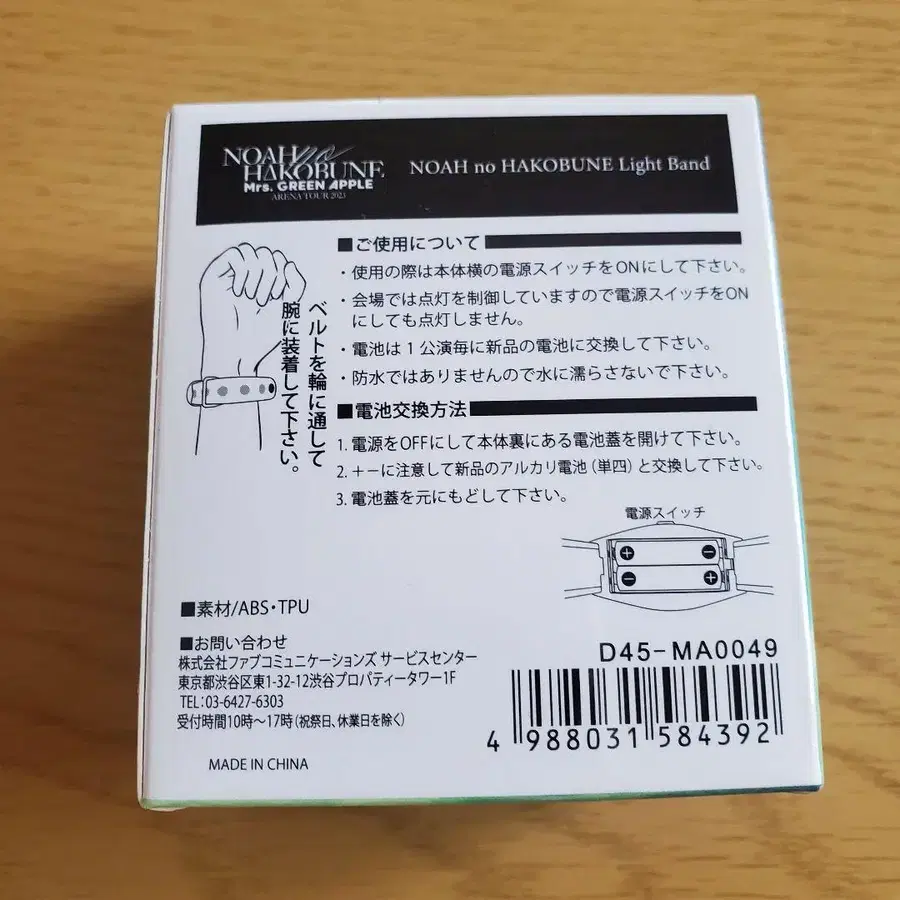 NOAH no
HAKOBUNE
Mrs. GREEN APPLE
ARENA TOUR 2023
NOAH no HAKOBUNE Light Band
ベルトを輪に通して
腕に装着して下さい。
■ご使用について
・使用の際は本体横の電源スイッチをONにして下さい。
・会場では点灯を制御していますので電源スイッチをON
にしても点灯しません。
・電池は1公演毎に新品の電池に交換して下さい。
・防水ではありませんので水に濡らさないで下さい。
■電池交換方法
1. 電源をOFFにして本体裏にある電池蓋を開けて下さい。
2. +−に注意して新品のアルカリ電池(単四)と交換して下さい。
3. 電池蓋を元にもどして下さい。
電源スイッチ
+ −
− +
■素材/ABS・TPU
■お問い合わせ
株式会社ファブコミュニケーションズ サービスセンター
東京都渋谷区東1-32-12渋谷プロパティータワー1F
TEL:03-6427-6303
受付時間10時〜17時(祝祭日、休業日を除く)
MADE IN CHINA
D45-MA0049
4 988031 584392